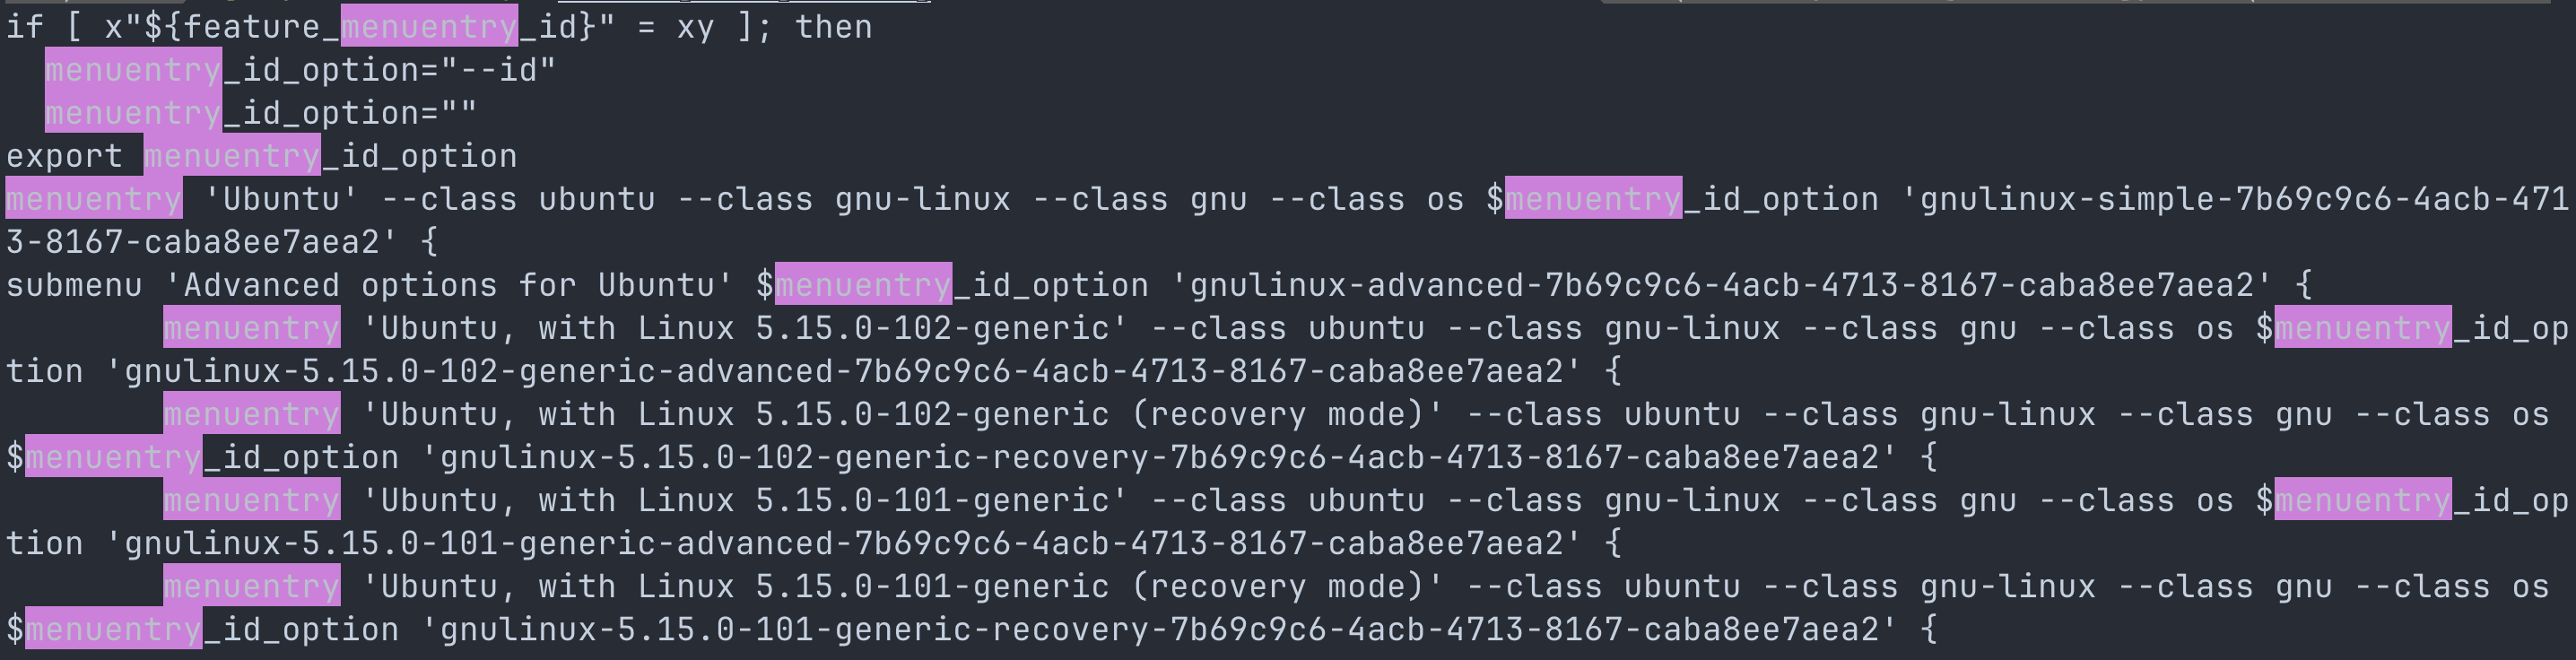 if [ x"${feature_menuentry_id}" = xy ]; then
  menuentry_id_option="--id"
  menuentry_id_option=""
export menuentry_id_option
menuentry 'Ubuntu' --class ubuntu --class gnu-linux --class gnu --class os $menuentry_id_option 'gnulinux-simple-7b69c9c6-4acb-471
3-8167-caba8ee7aea2' {
submenu 'Advanced options for Ubuntu' $menuentry_id_option 'gnulinux-advanced-7b69c9c6-4acb-4713-8167-caba8ee7aea2' {
        menuentry 'Ubuntu, with Linux 5.15.0-102-generic' --class ubuntu --class gnu-linux --class gnu --class os $menuentry_id_op
tion 'gnulinux-5.15.0-102-generic-advanced-7b69c9c6-4acb-4713-8167-caba8ee7aea2' {
        menuentry 'Ubuntu, with Linux 5.15.0-102-generic (recovery mode)' --class ubuntu --class gnu-linux --class gnu --class os
$menuentry_id_option 'gnulinux-5.15.0-102-generic-recovery-7b69c9c6-4acb-4713-8167-caba8ee7aea2' {
        menuentry 'Ubuntu, with Linux 5.15.0-101-generic' --class ubuntu --class gnu-linux --class gnu --class os $menuentry_id_op
tion 'gnulinux-5.15.0-101-generic-advanced-7b69c9c6-4acb-4713-8167-caba8ee7aea2' {
        menuentry 'Ubuntu, with Linux 5.15.0-101-generic (recovery mode)' --class ubuntu --class gnu-linux --class gnu --class os
$menuentry_id_option 'gnulinux-5.15.0-101-generic-recovery-7b69c9c6-4acb-4713-8167-caba8ee7aea2' {